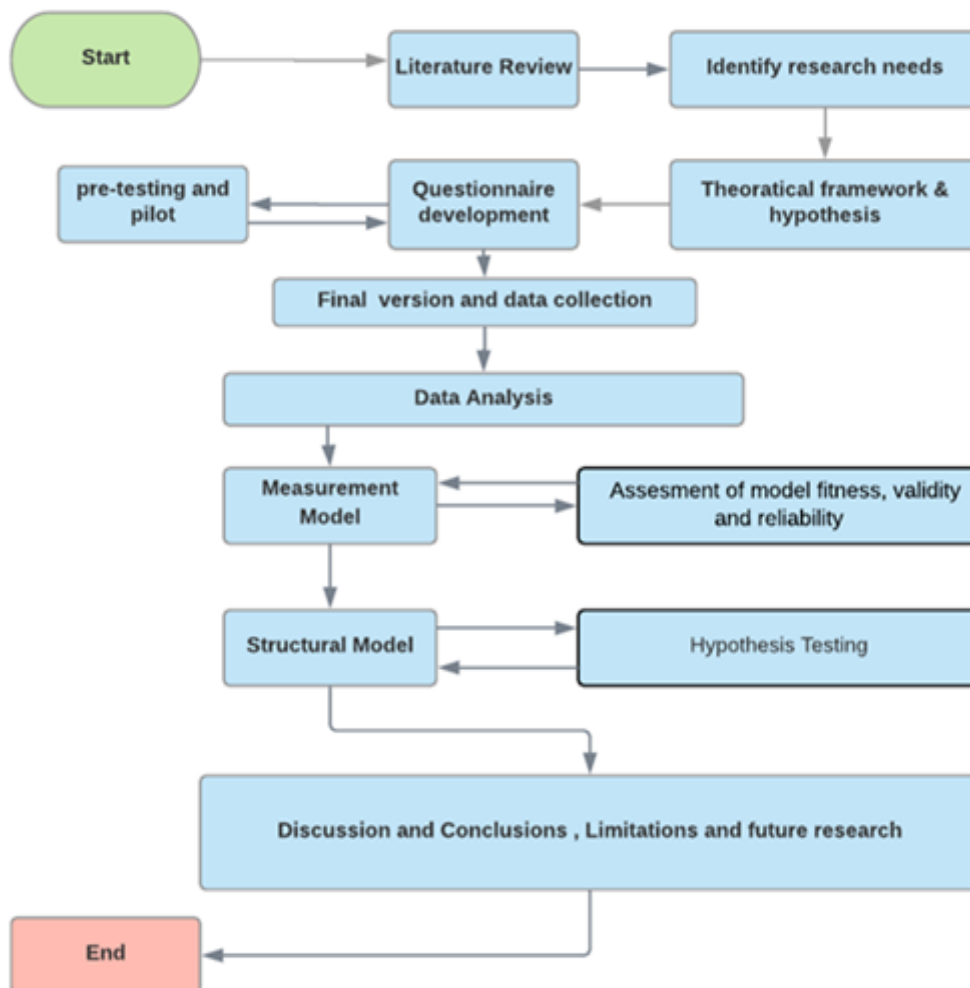 Start
Literature Review
Identify research needs
pre-testing and
pilot
Questionnaire
development
Theoratical framework &
hypothesis
Final version and data collection
Data Analysis
Measurement
Model
Assesment of model fitness, validity
and reliability
Structural Model
Hypothesis Testing
Discussion and Conclusions , Limitations and future research
End